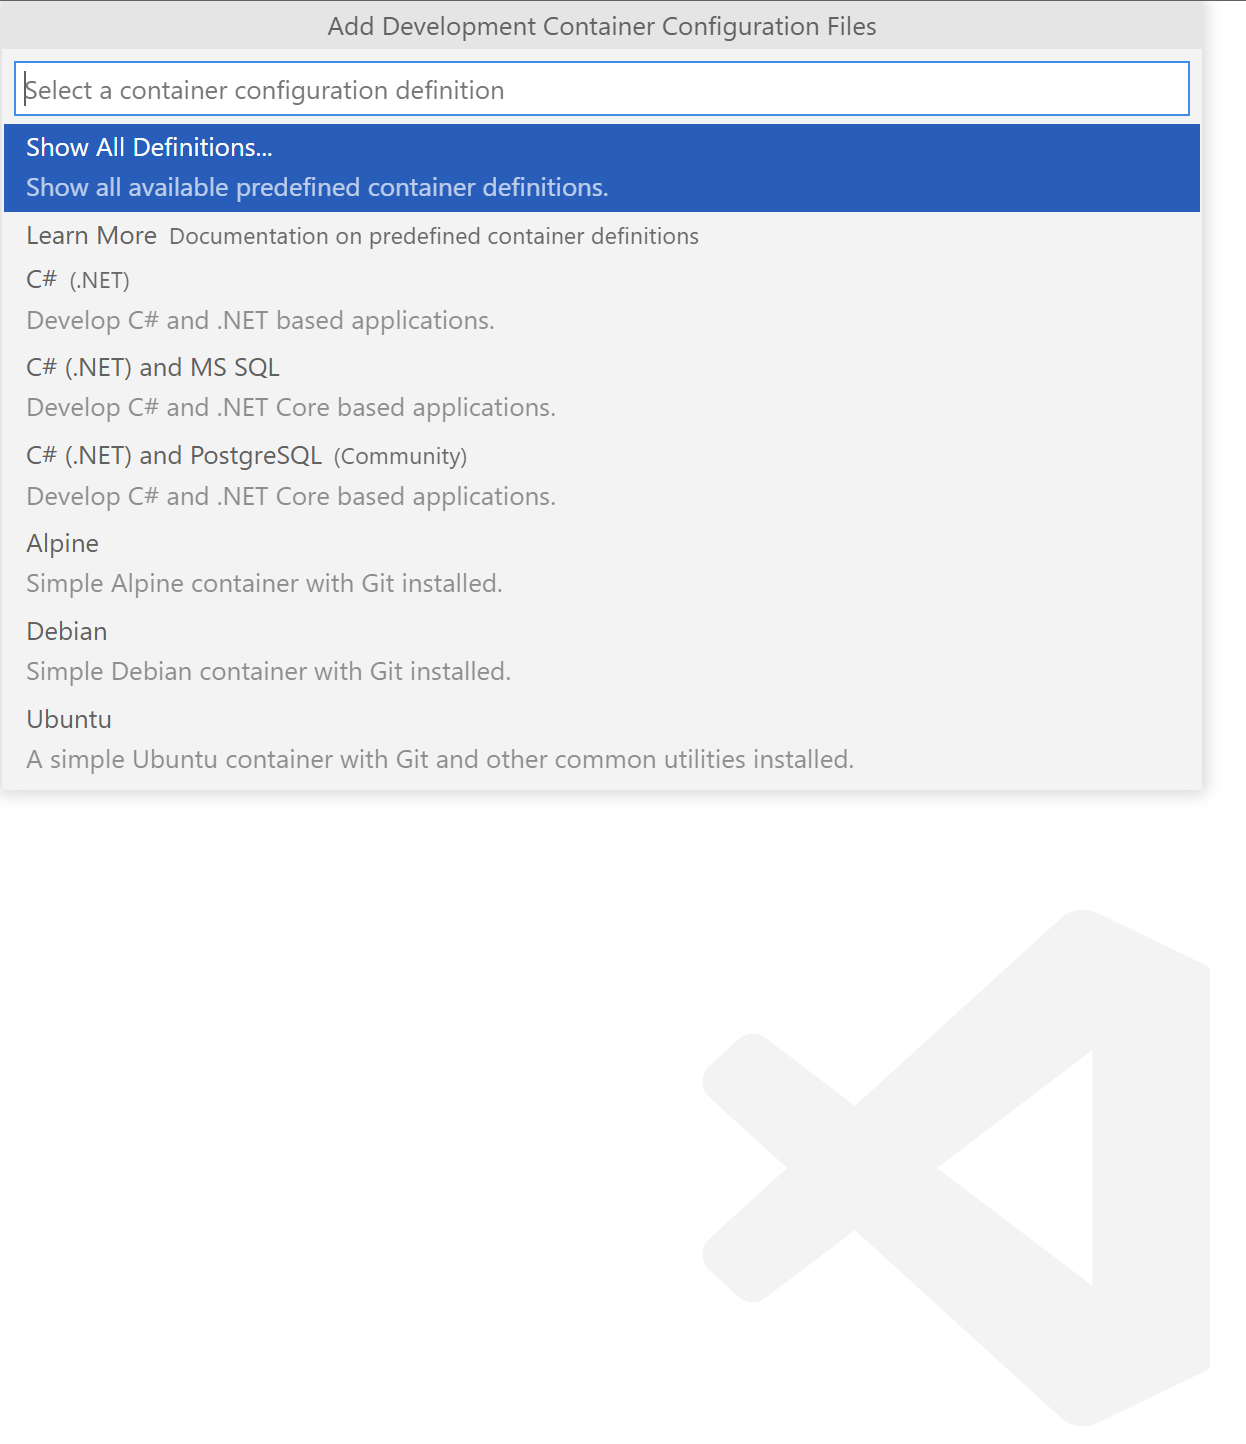 Add Development Container Configuration Files
Select a container configuration definition
Show All Definitions...
Show all available predefined container definitions.
Learn More Documentation on predefined container definitions
C# (.NET)
Develop C# and .NET based applications.
C# (.NET) and MS SQL
Develop C# and .NET Core based applications.
C# (.NET) and PostgreSQL (Community)
Develop C# and .NET Core based applications.
Alpine
Simple Alpine container with Git installed.
Debian
Simple Debian container with Git installed.
Ubuntu
A simple Ubuntu container with Git and other common utilities installed.